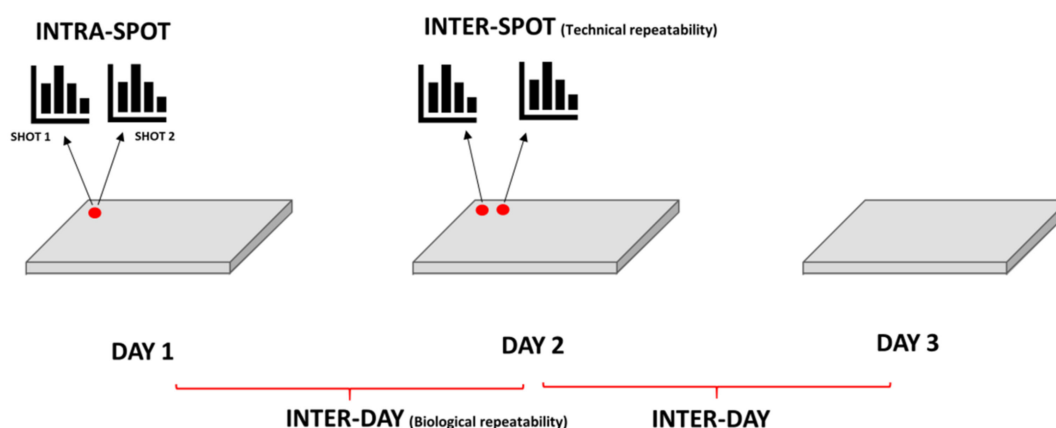 INTRA-SPOT
INTER-SPOT (Technical repeatability)
SHOT 1
SHOT 2
DAY 1
DAY 2
DAY 3
INTER-DAY (Biological repeatability)
INTER-DAY